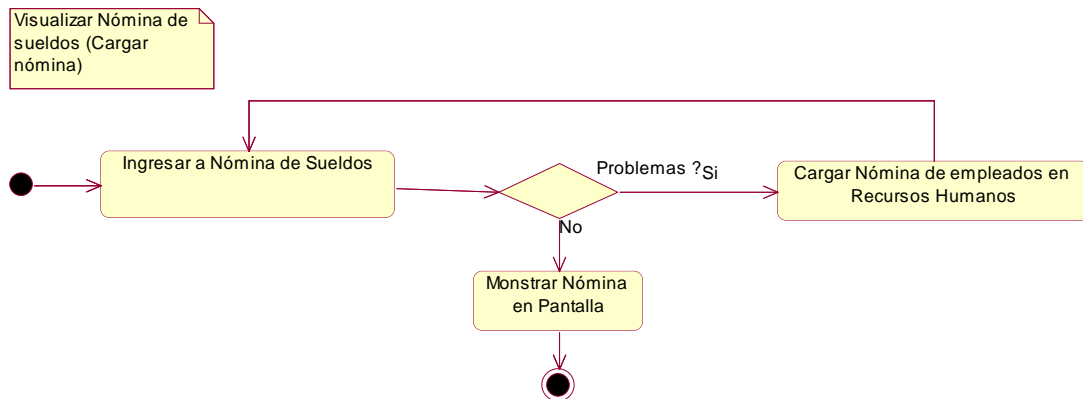 Visualizar Nómina de
sueldos (Cargar
nómina)
Ingresar a Nómina de Sueldos
Problemas ?
Si
Cargar Nómina de empleados en
Recursos Humanos
No
Monstrar Nómina
en Pantalla